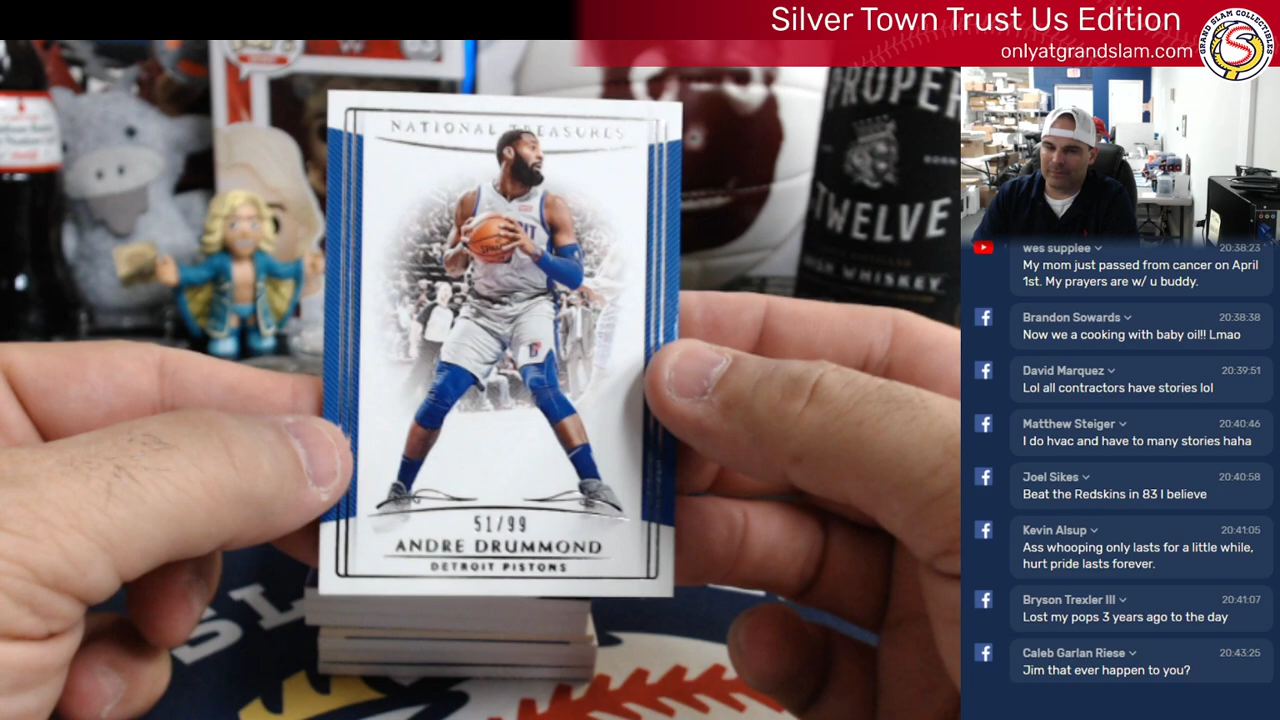 Silver Town Trust Us Edition
onlyatgrandslam.com
GRAND SLAM COLLECTIBLES
NATIONAL TREASURES
51/99
ANDRE DRUMMOND
DETROIT PISTONS
PROPER
TWELVE
WHISKEY
wes supplee 20:38:23
My mom just passed from cancer on April
1st. My prayers are w/ u buddy.
Brandon Sowards 20:38:38
Now we a cooking with baby oil!! Lmao
David Marquez 20:39:51
Lol all contractors have stories lol
Matthew Steiger 20:40:46
I do hvac and have to many stories haha
Joel Sikes 20:40:58
Beat the Redskins in 83 I believe
Kevin Alsup 20:41:05
Ass whooping only lasts for a little while,
hurt pride lasts forever.
Bryson Trexler III 20:41:07
Lost my pops 3 years ago to the day
Caleb Garlan Riese 20:43:25
Jim that ever happen to you?